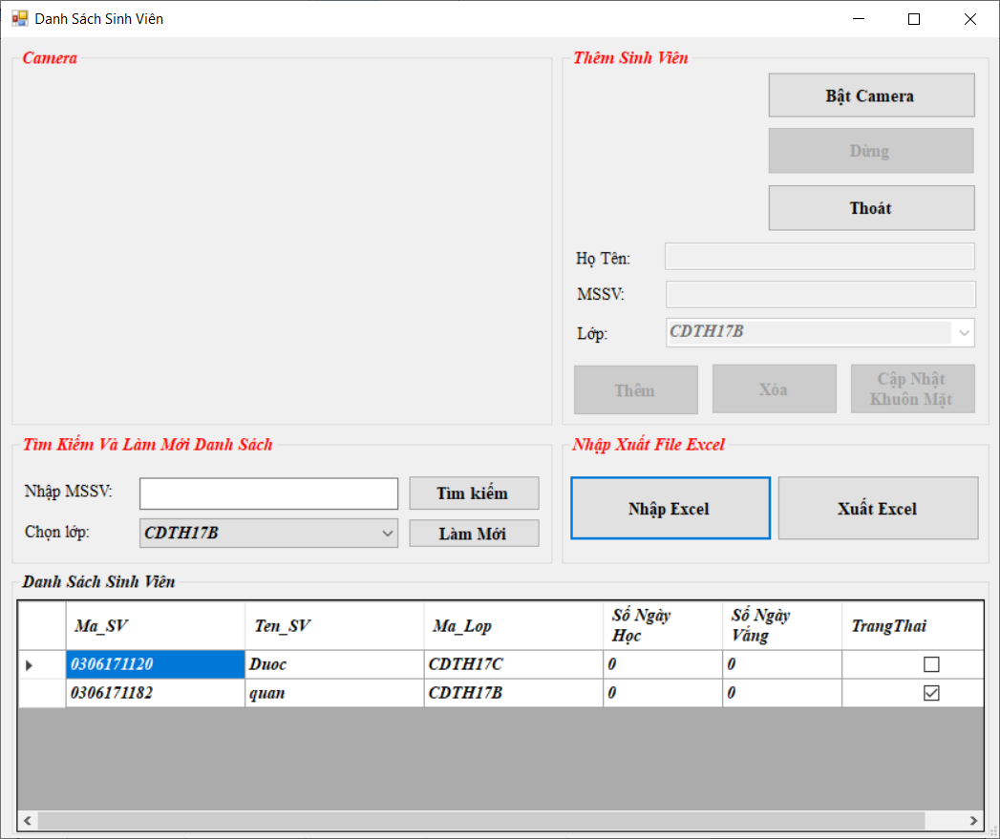 Danh Sách Sinh Viên
Camera
Thêm Sinh Viên
Bật Camera
Dừng
Thoát
Họ Tên:
MSSV:
Lớp: CDTH17B
Thêm Xóa Cập Nhật
Khuôn Mặt
Tìm Kiếm Và Làm Mới Danh Sách
Nhập MSSV: Tìm kiếm
Chọn lớp: CDTH17B Làm Mới
Nhập Xuất File Excel
Nhập Excel Xuất Excel
Danh Sách Sinh Viên
Ma_SV Ten_SV Ma_Lop Số Ngày Học Số Ngày Vắng TrangThai
0306171120 Duoc CDTH17C 0 0
0306171182 quan CDTH17B 0 0